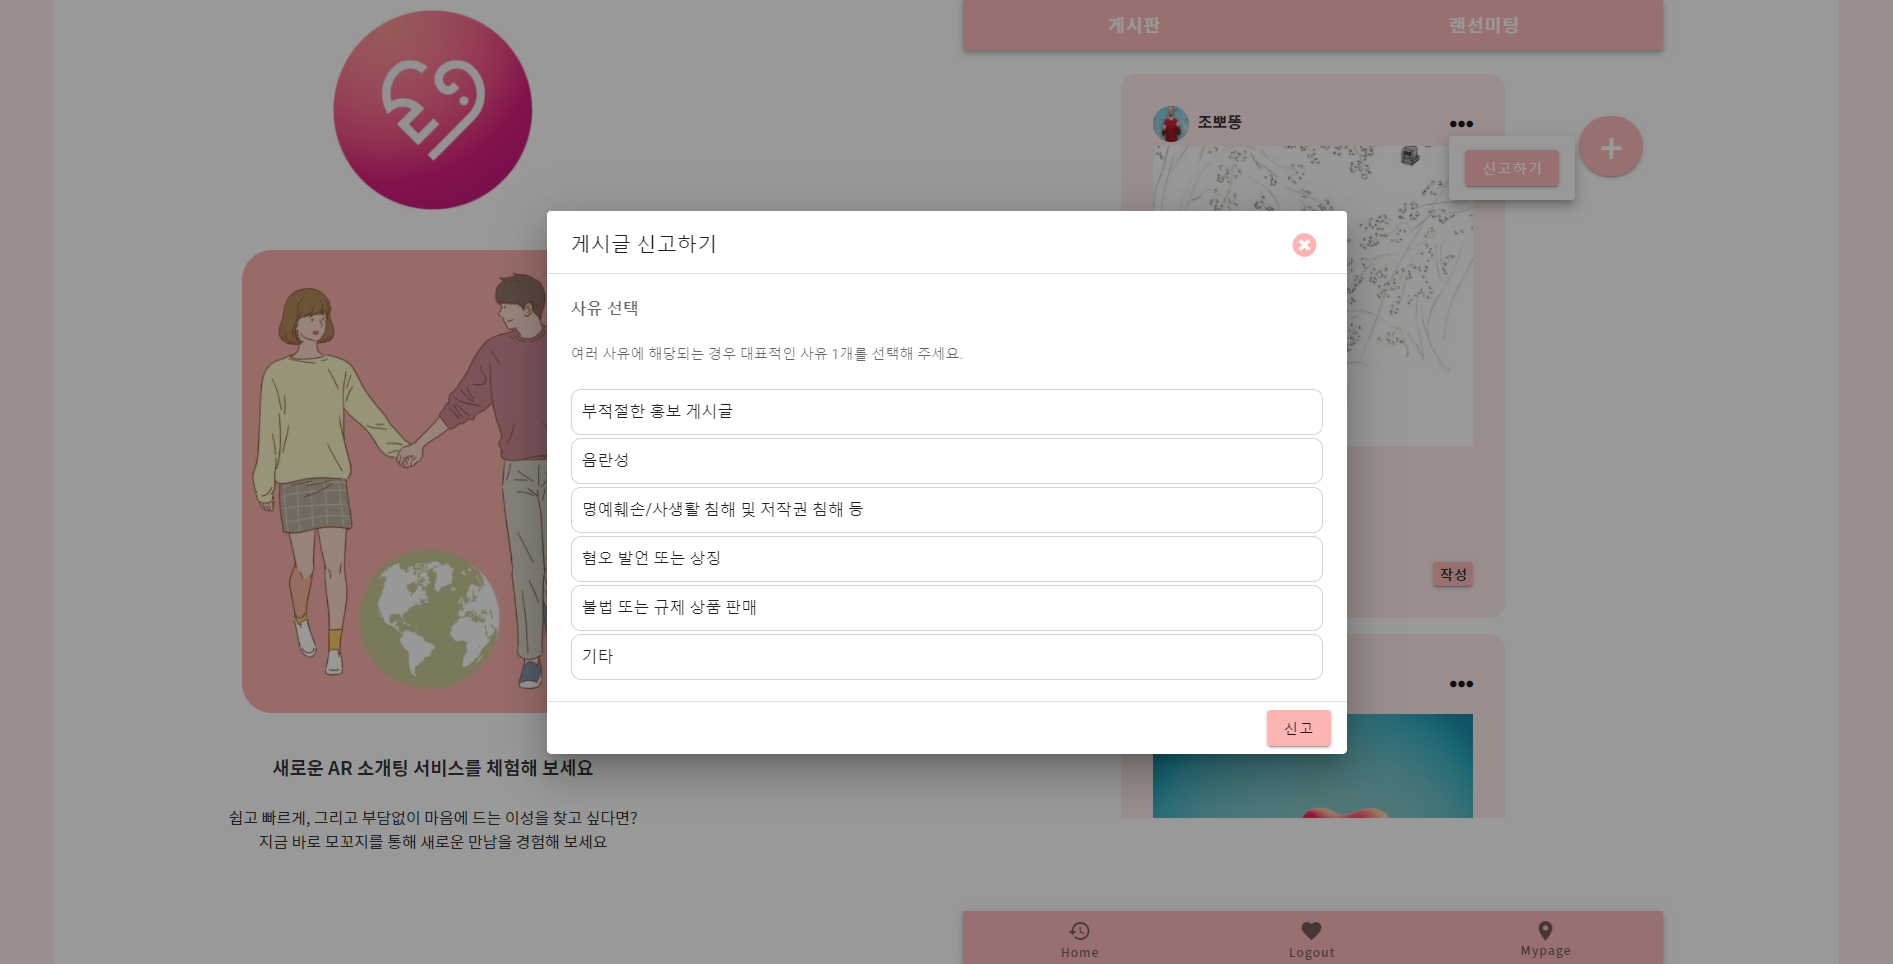 게시판
랜선미팅
조뽀똥
신고하기
게시글 신고하기
사유 선택
여러 사유에 해당되는 경우 대표적인 사유 1개를 선택해 주세요.
부적절한 홍보 게시글
음란성
명예훼손/사생활 침해 및 저작권 침해 등
혐오 발언 또는 상징
불법 또는 규제 상품 판매
기타
신고
작성
새로운 AR 소개팅 서비스를 체험해 보세요
쉽고 빠르게, 그리고 부담없이 마음에 드는 이성을 찾고 싶다면?
지금 바로 모꼬지를 통해 새로운 만남을 경험해 보세요
Home
Logout
Mypage